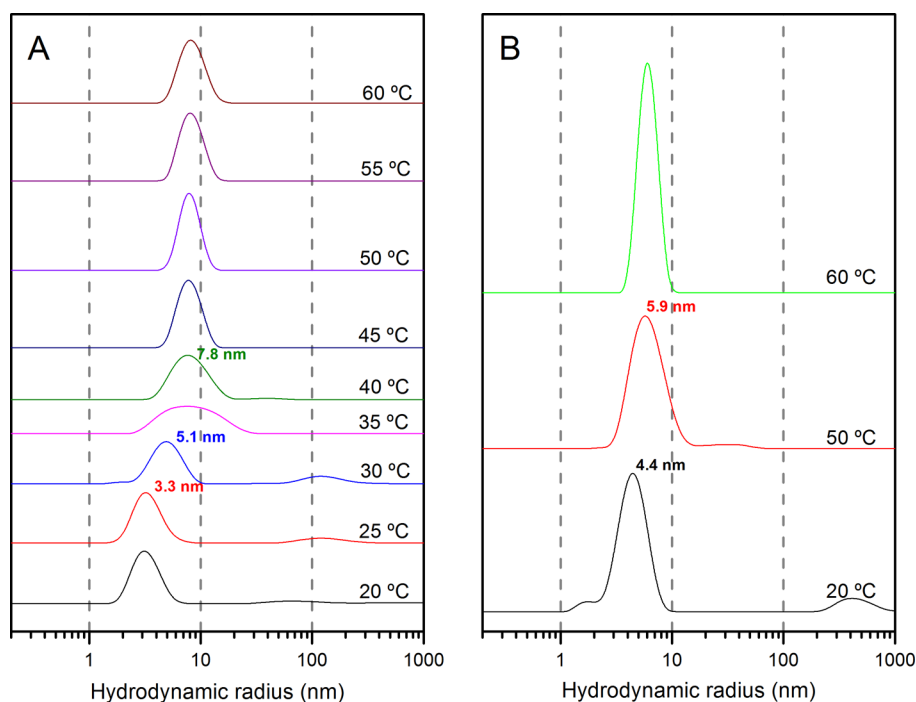 A
60 ºC
55 ºC
50 ºC
45 ºC
7.8 nm
40 ºC
35 ºC
5.1 nm
30 ºC
3.3 nm
25 ºC
20 ºC
1 10 100 1000
Hydrodynamic radius (nm)
B
60 ºC
5.9 nm
50 ºC
4.4 nm
20 ºC
1 10 100 1000
Hydrodynamic radius (nm)